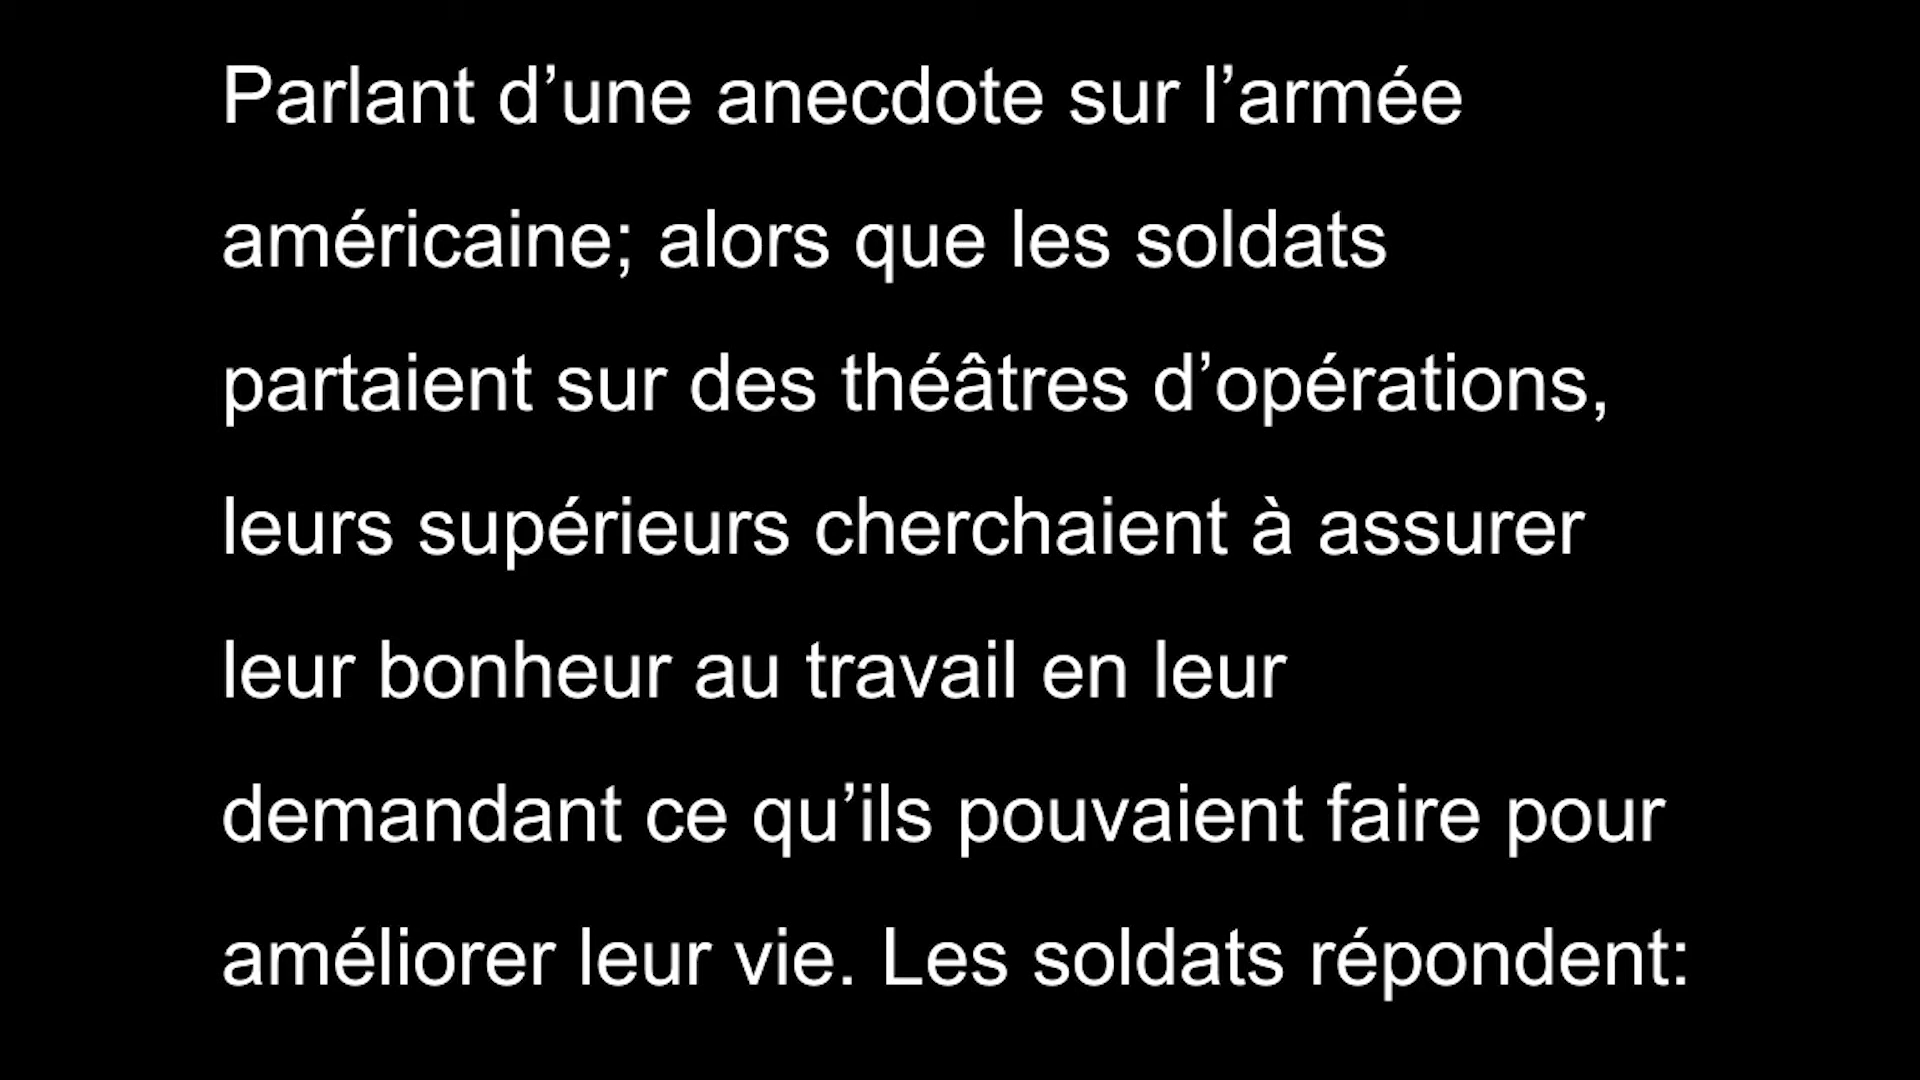 Parlant d’une anecdote sur l’armée
américaine; alors que les soldats
partaient sur des théâtres d’opérations,
leurs supérieurs cherchaient à assurer
leur bonheur au travail en leur
demandant ce qu’ils pouvaient faire pour
améliorer leur vie. Les soldats répondent: